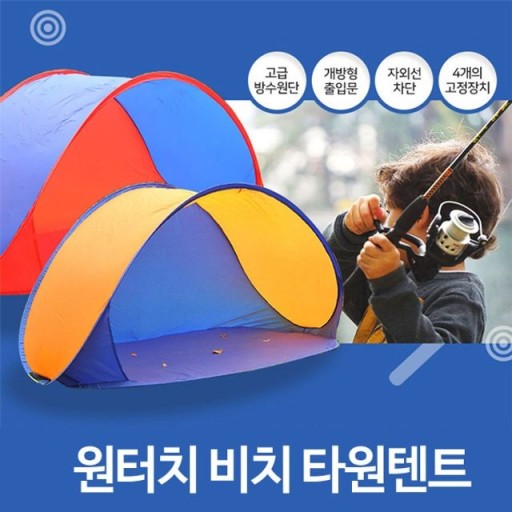 고급
방수원단
개방형
출입문
자외선
차단
4개의
고정장치
원터치 비치 타원텐트